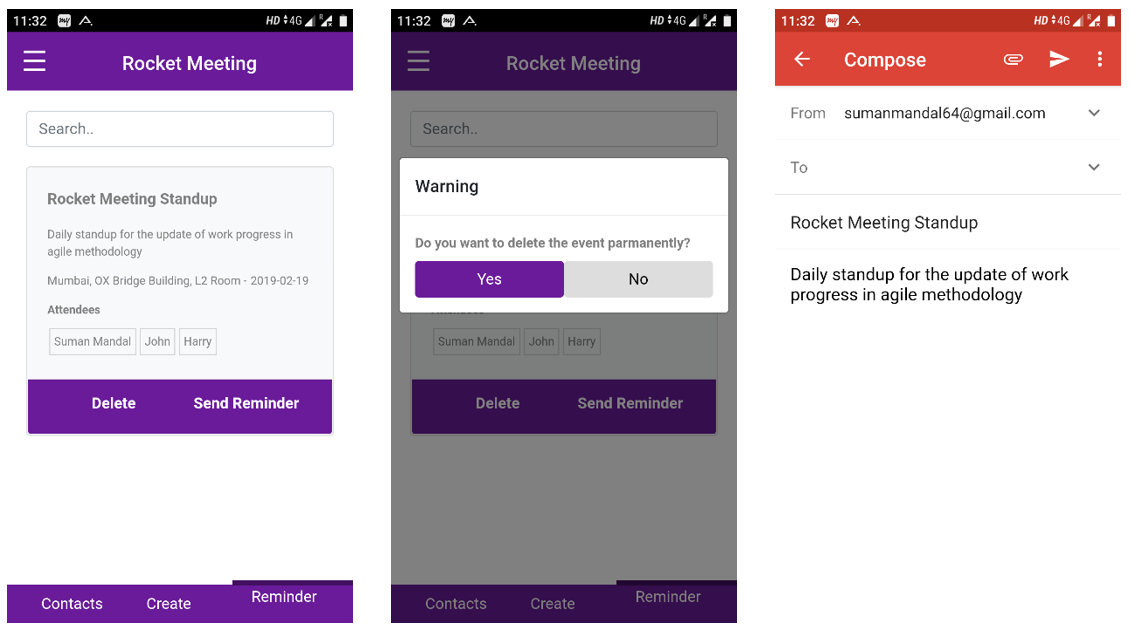 11:32 my HD 4G
Rocket Meeting
Search..
Rocket Meeting Standup
Daily standup for the update of work progress in
agile methodology
Mumbai, OX Bridge Building, L2 Room - 2019-02-19
Attendees
Suman Mandal John Harry
Delete Send Reminder
Contacts Create Reminder
11:32 my HD 4G
Rocket Meeting
Search..
Warning
Do you want to delete the event parmanently?
Yes No
Suman Mandal John Harry
Delete Send Reminder
Contacts Create Reminder
11:32 my HD 4G
Compose
From sumanmandal64@gmail.com
To
Rocket Meeting Standup
Daily standup for the update of work
progress in agile methodology